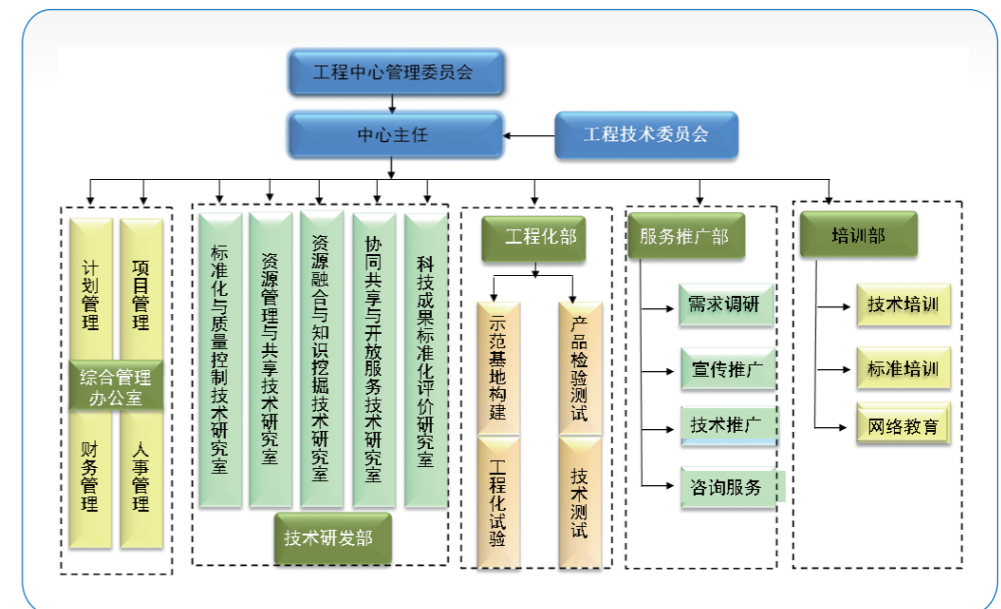 工程中心管理委员会
中心主任
工程技术委员会
计划管理
项目管理
综合管理
办公室
财务管理
人事管理
标准化与质量控制技术研究室
资源管理与共享技术研究室
资源融合与知识挖掘技术研究室
协同共享与开放服务技术研究室
科技成果标准化评价研究室
技术研发部
工程化部
示范基地构建
产品检验测试
工程化试验
技术测试
服务推广部
需求调研
宣传推广
技术推广
咨询服务
培训部
技术培训
标准培训
网络教育